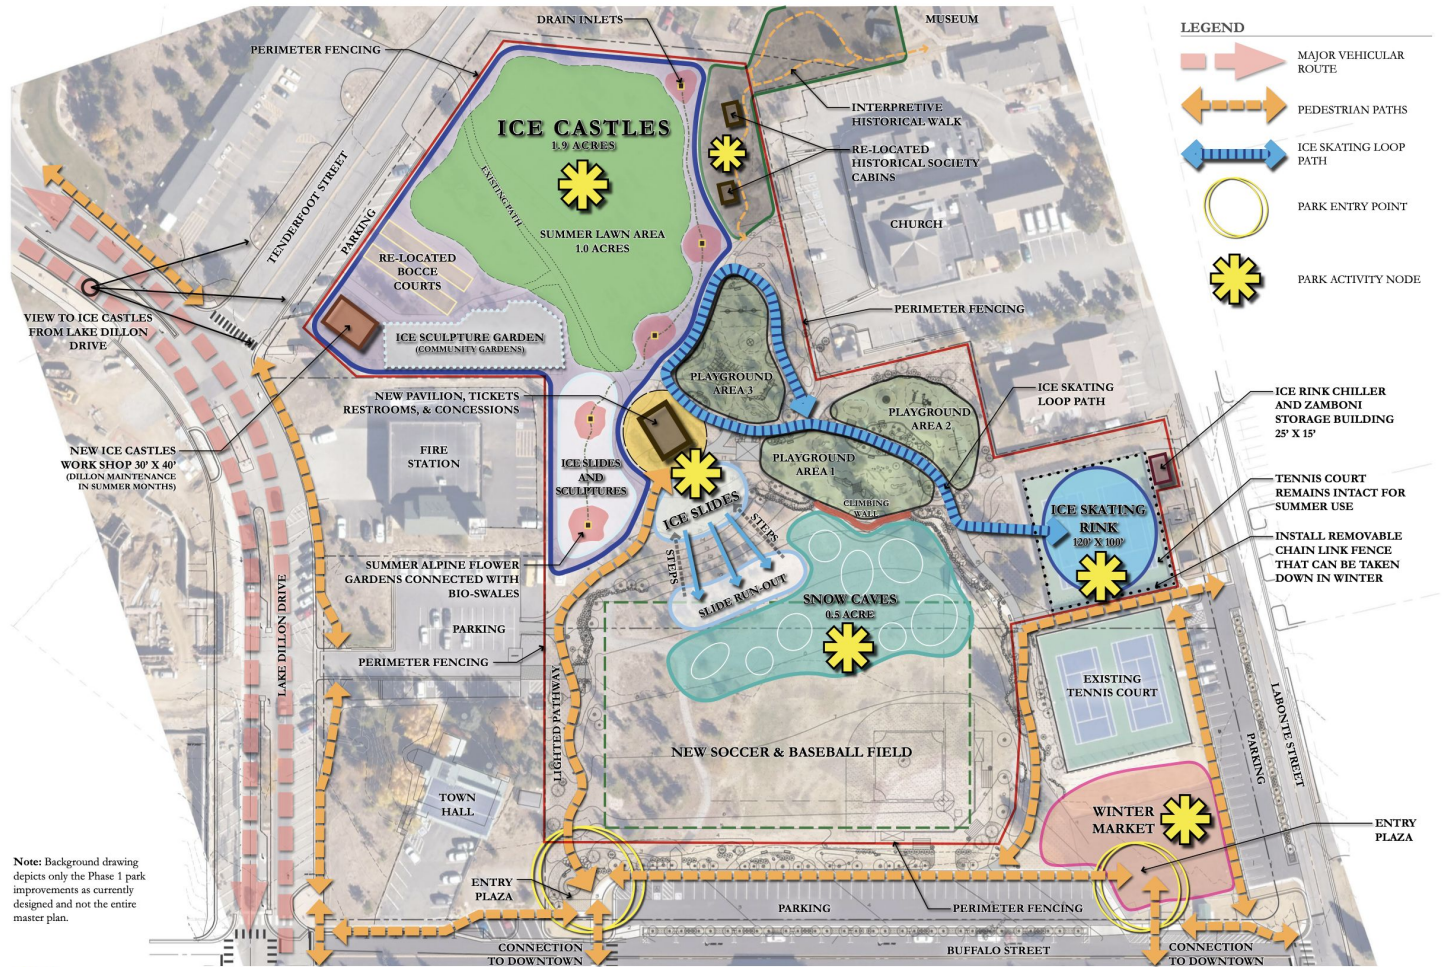 DRAIN INLETS
MUSEUM
PERIMETER FENCING
LEGEND
MAJOR VEHICULAR
ROUTE
PEDESTRIAN PATHS
ICE SKATING LOOP
PATH
PARK ENTRY POINT
PARK ACTIVITY NODE
INTERPRETIVE
HISTORICAL WALK
RE-LOCATED
HISTORICAL SOCIETY
CABINS
CHURCH
ICE CASTLES
1.9 ACRES
EXISTING PATH
SUMMER LAWN AREA
1.0 ACRES
TENDERFOOT STREET
PARKING
RE-LOCATED
BOCCE
COURTS
VIEW TO ICE CASTLES
FROM LAKE DILLON
DRIVE
ICE SCULPTURE GARDEN
(COMMUNITY GARDENS)
PERIMETER FENCING
PLAYGROUND
AREA 3
NEW PAVILION, TICKETS
RESTROOMS, & CONCESSIONS
PLAYGROUND
AREA 2
ICE SKATING
LOOP PATH
ICE RINK CHILLER
AND ZAMBONI
STORAGE BUILDING
25' X 15'
NEW ICE CASTLES
WORK SHOP 30' X 40'
(DILLON MAINTENANCE
IN SUMMER MONTHS)
FIRE
STATION
ICE SLIDES
AND
SCULPTURES
PLAYGROUND
AREA 1
CLIMBING
WALL
ICE SLIDES
STEPS
STEPS
SLIDE RUN-OUT
ICE SKATING
RINK
120' X 100'
TENNIS COURT
REMAINS INTACT FOR
SUMMER USE
INSTALL REMOVABLE
CHAIN LINK FENCE
THAT CAN BE TAKEN
DOWN IN WINTER
SUMMER ALPINE FLOWER
GARDENS CONNECTED WITH
BIO-SWALES
SNOW CAVES
0.5 ACRE
LAKE DILLON DRIVE
PARKING
PERIMETER FENCING
LIGHTED PATHWAY
EXISTING
TENNIS COURT
LABONTE STREET
PARKING
NEW SOCCER & BASEBALL FIELD
TOWN
HALL
WINTER
MARKET
ENTRY
PLAZA
Note: Background drawing
depicts only the Phase 1 park
improvements as currently
designed and not the entire
master plan.
ENTRY
PLAZA
PARKING
PERIMETER FENCING
CONNECTION
TO DOWNTOWN
BUFFALO STREET
CONNECTION
TO DOWNTOWN